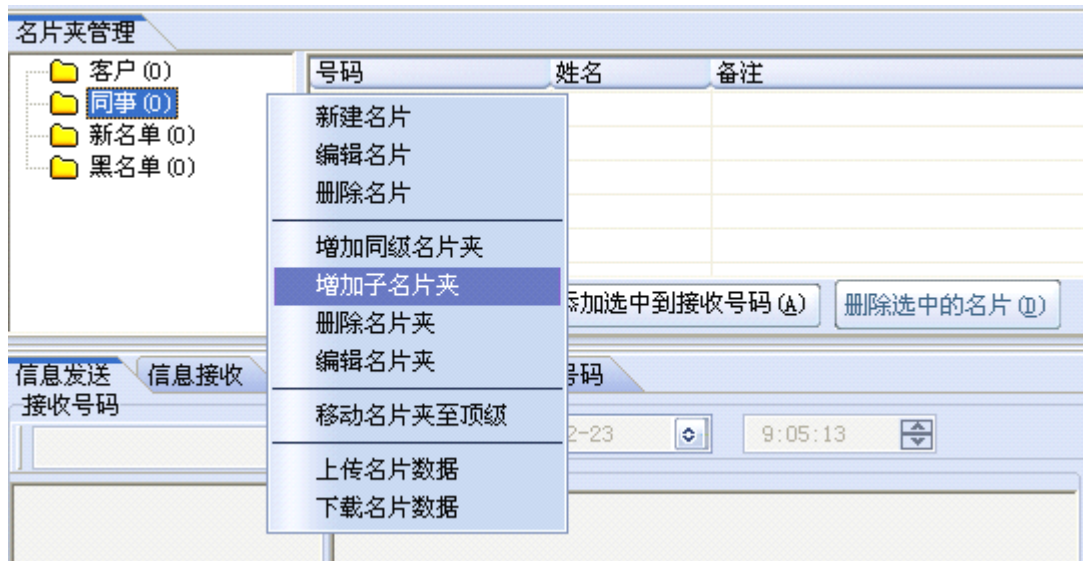 名片夹管理
客户(0)
同事(0)
新名单(0)
黑名单(0)
号码 姓名 备注
新建名片
编辑名片
删除名片
增加同级名片夹
增加子名片夹
删除名片夹
编辑名片夹
移动名片夹至顶级
上传名片数据
下载名片数据
加选中到接收号码(A) 删除选中的名片(D)
信息发送 信息接收 号码
接收号码
2-23 9:05:13